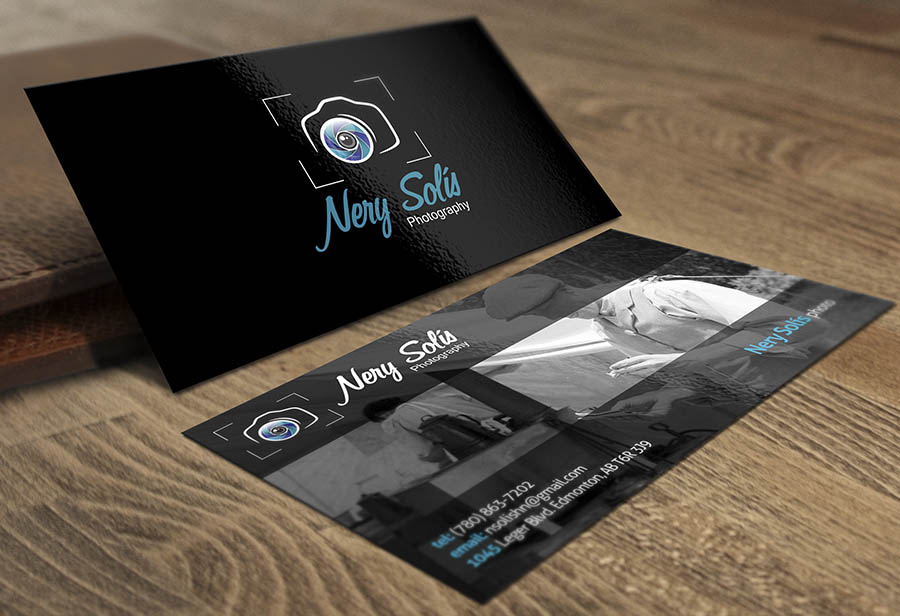 Nery Solís
Photography
Nery Solís
Photography
Nery Solís photo
tel: (780) 863-7202
email: nsolishn@gmail.com
1045 Leger Blvd. Edmonton, AB T6R 3J9